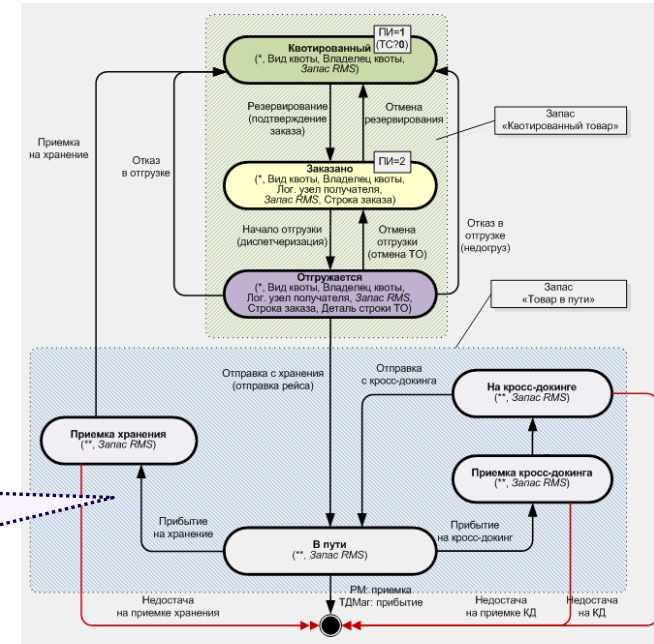 ПИ=1
(ТС?0)
Квотированный
(*, Вид квоты, Владелец квоты,
Запас RMS)
Резервирование
(подтверждение
заказа)
Отмена
резервирования
Запас
«Квотированный товар»
Приемка
на хранение
Отказ
в отгрузке
ПИ=2
Заказано
(*, Вид квоты, Владелец квоты,
Лог. узел получателя,
Запас RMS, Строка заказа)
Начало отгрузки
(диспетчеризация)
Отмена
отгрузки
(отмена ТО)
Отказ в
отгрузке
(недогруз)
Отгружается
(*, Вид квоты, Владелец квоты,
Лог. узел получателя, Запас RMS,
Строка заказа, Деталь строки ТО)
Запас
«Товар в пути»
Отправка с хранения
(отправка рейса)
Отправка
с кросс-докинга
На кросс-докинге
(**, Запас RMS)
Приемка хранения
(**, Запас RMS)
Приемка кросс-докинга
(**, Запас RMS)
Прибытие
на хранение
Прибытие
на кросс-докинг
В пути
(**, Запас RMS)
РМ: приемка
ТДМаг: прибытие
Недостача
на приемке хранения
Недостача
на приемке КД
Недостача
на КД